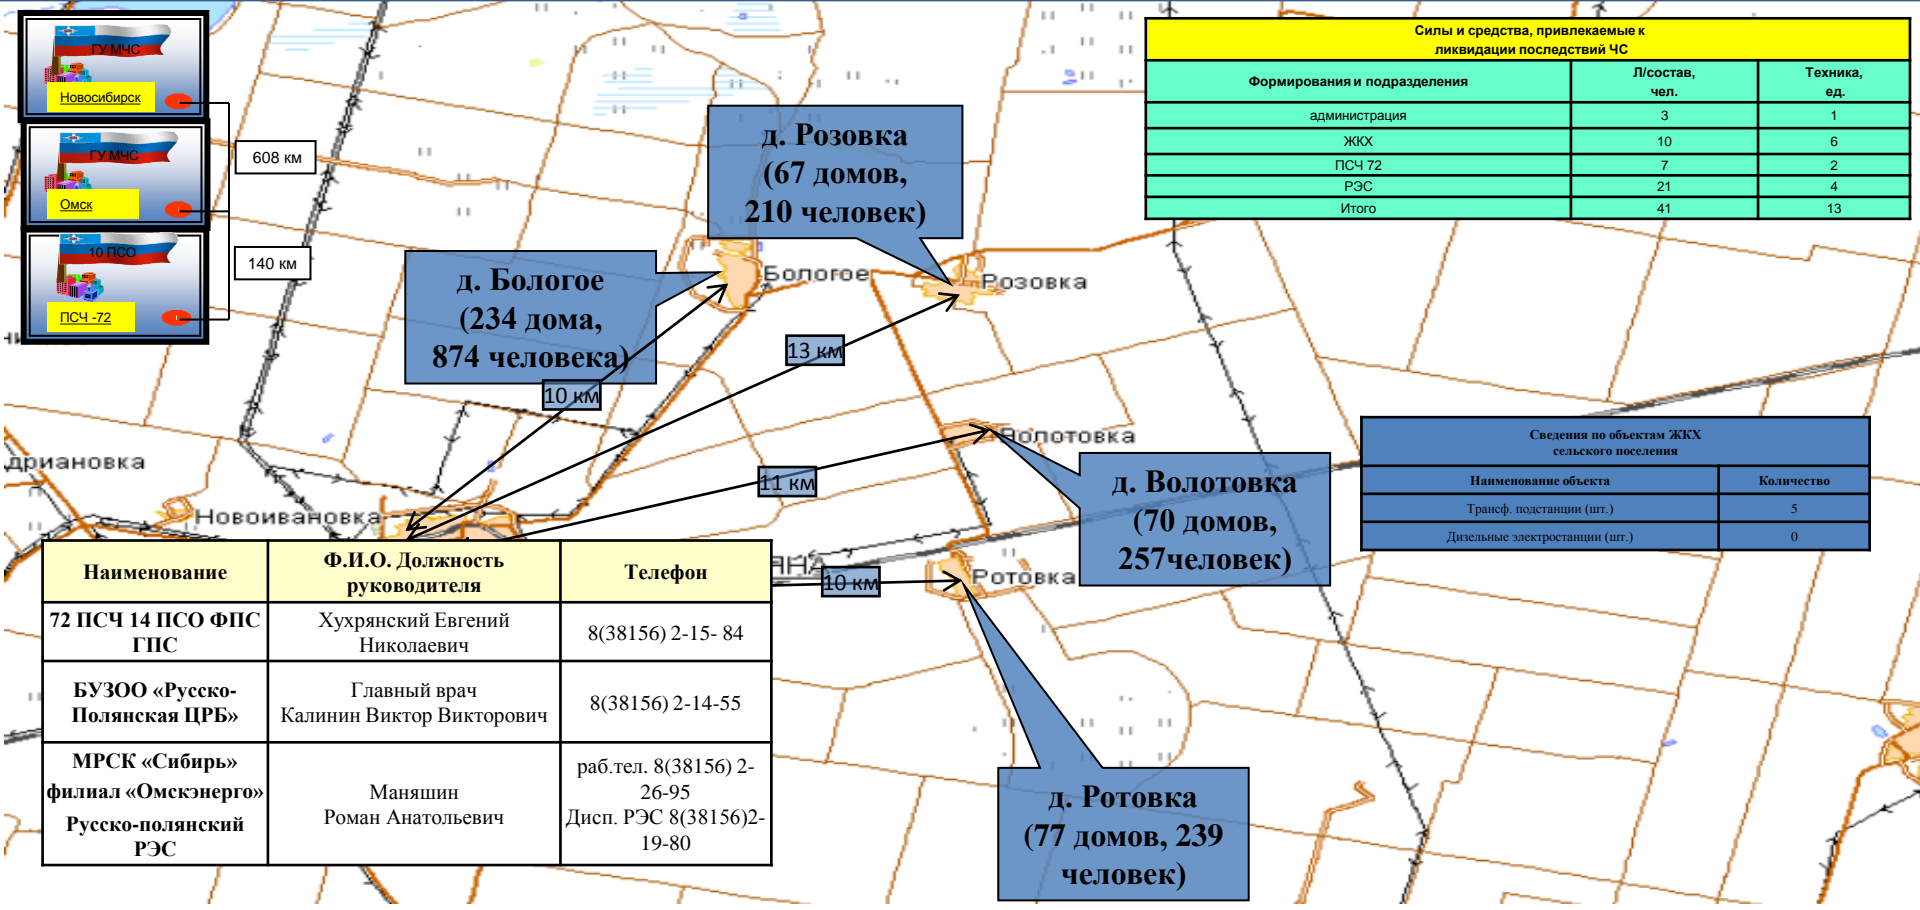 ГУ МЧС
Новосибирск
ГУ МЧС
Омск
10 ПСО
ПСЧ -72
608 км
140 км
Силы и средства, привлекаемые к
ликвидации последствий ЧС
Формирования и подразделения Л/состав, чел. Техника, ед.
администрация 3 1
ЖКХ 10 6
ПСЧ 72 7 2
РЭС 21 4
Итого 41 13
д. Розовка
(67 домов,
210 человек)
д. Бологое
(234 дома,
874 человека)
Бологое
Розовка
13 км
10 км
11 км
10 км
Волотовка
д. Волотовка
(70 домов,
257человек)
Сведения по объектам ЖКХ
сельского поселения
Наименование объекта Количество
Трансф. подстанции (шт.) 5
Дизельные электростанции (шт.) 0
дриановка
Новоивановка
ЯНА
Ротовка
Наименование Ф.И.О. Должность руководителя Телефон
72 ПСЧ 14 ПСО ФПС
ГПС
Хухрянский Евгений
Николаевич
8(38156) 2-15- 84
БУЗОО «Русско-
Полянская ЦРБ»
Главный врач
Калинин Виктор Викторович
8(38156) 2-14-55
МРСК «Сибирь»
филиал «Омскэнерго»
Русско-полянский
РЭС
Маняшин
Роман Анатольевич
раб.тел. 8(38156) 2-
26-95
Дисп. РЭС 8(38156)2-
19-80
д. Ротовка
(77 домов, 239
человек)